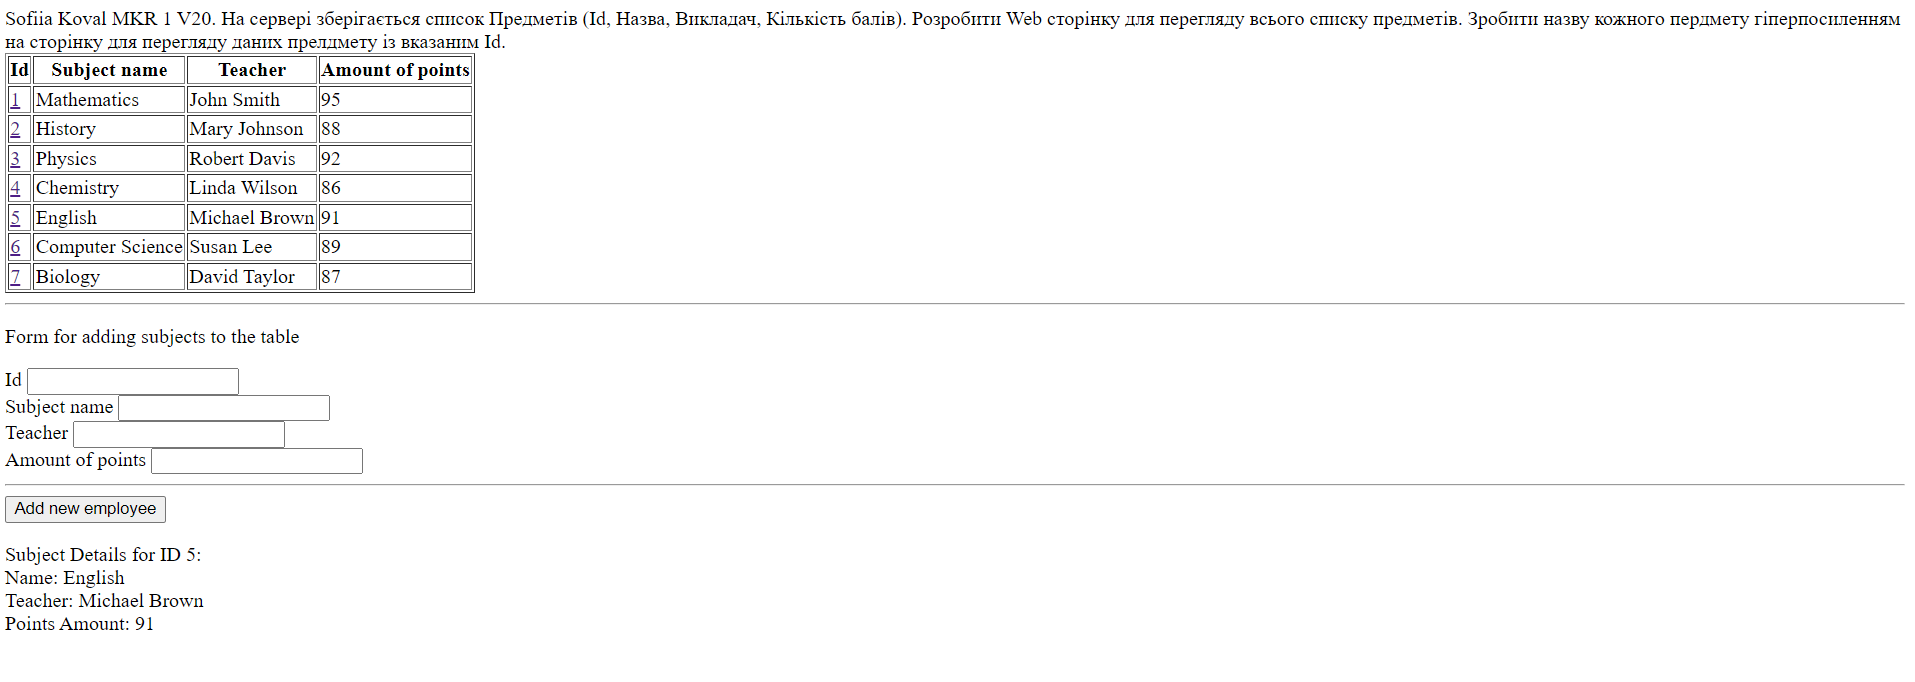 Sofiia Koval MKR 1 V20. На сервері зберігається список Предметів (Id, Назва, Викладач, Кількість балів). Розробити Web сторінку для перегляду всього списку предметів. Зробити назву кожного пердмету гіперпосиленням
на сторінку для перегляду даних прелдмету із вказаним Id.
Id Subject name Teacher Amount of points
1 Mathematics John Smith 95
2 History Mary Johnson 88
3 Physics Robert Davis 92
4 Chemistry Linda Wilson 86
5 English Michael Brown 91
6 Computer Science Susan Lee 89
7 Biology David Taylor 87
Form for adding subjects to the table
Id
Subject name
Teacher
Amount of points
Add new employee
Subject Details for ID 5:
Name: English
Teacher: Michael Brown
Points Amount: 91